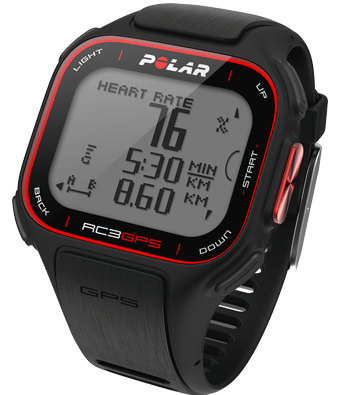 LIGHT
POLAR
UP
HEART RATE
76
5:30 MIN/KM
A B 8.60 KM
START
BACK
RC3GPS
DOWN
GPS